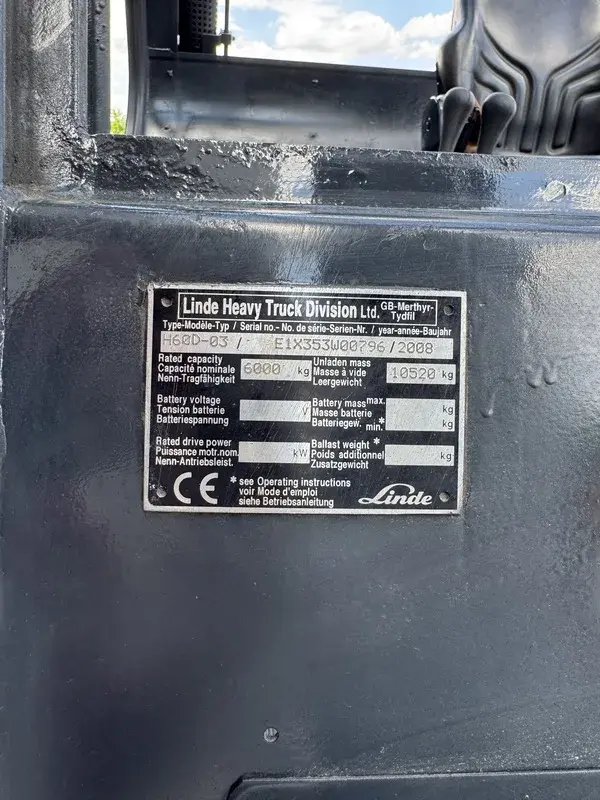 Linde Heavy Truck Division Ltd. GB-Merthyr-Tydfil
Type-Modèle-Typ / Serial no.- No. de série-Serien-Nr. / year-année-Baujahr
H60D-03 / E1X353W00796/2008
Rated capacity
Capacité nominale 6000 kg
Nenn-Tragfähigkeit
Unladen mass
Masse à vide 10520 kg
Leergewicht
Battery voltage
Tension batterie V
Batteriespannung
Battery mass max. kg
Masse batterie
Batteriegew. min.* kg
Rated drive power
Puissance motr.nom. kW
Nenn-Antriebsleist.
Ballast weight *
Poids additionnel kg
Zusatzgewicht
CE
* see Operating instructions
voir Mode d'emploi
siehe Betriebsanleitung
Linde